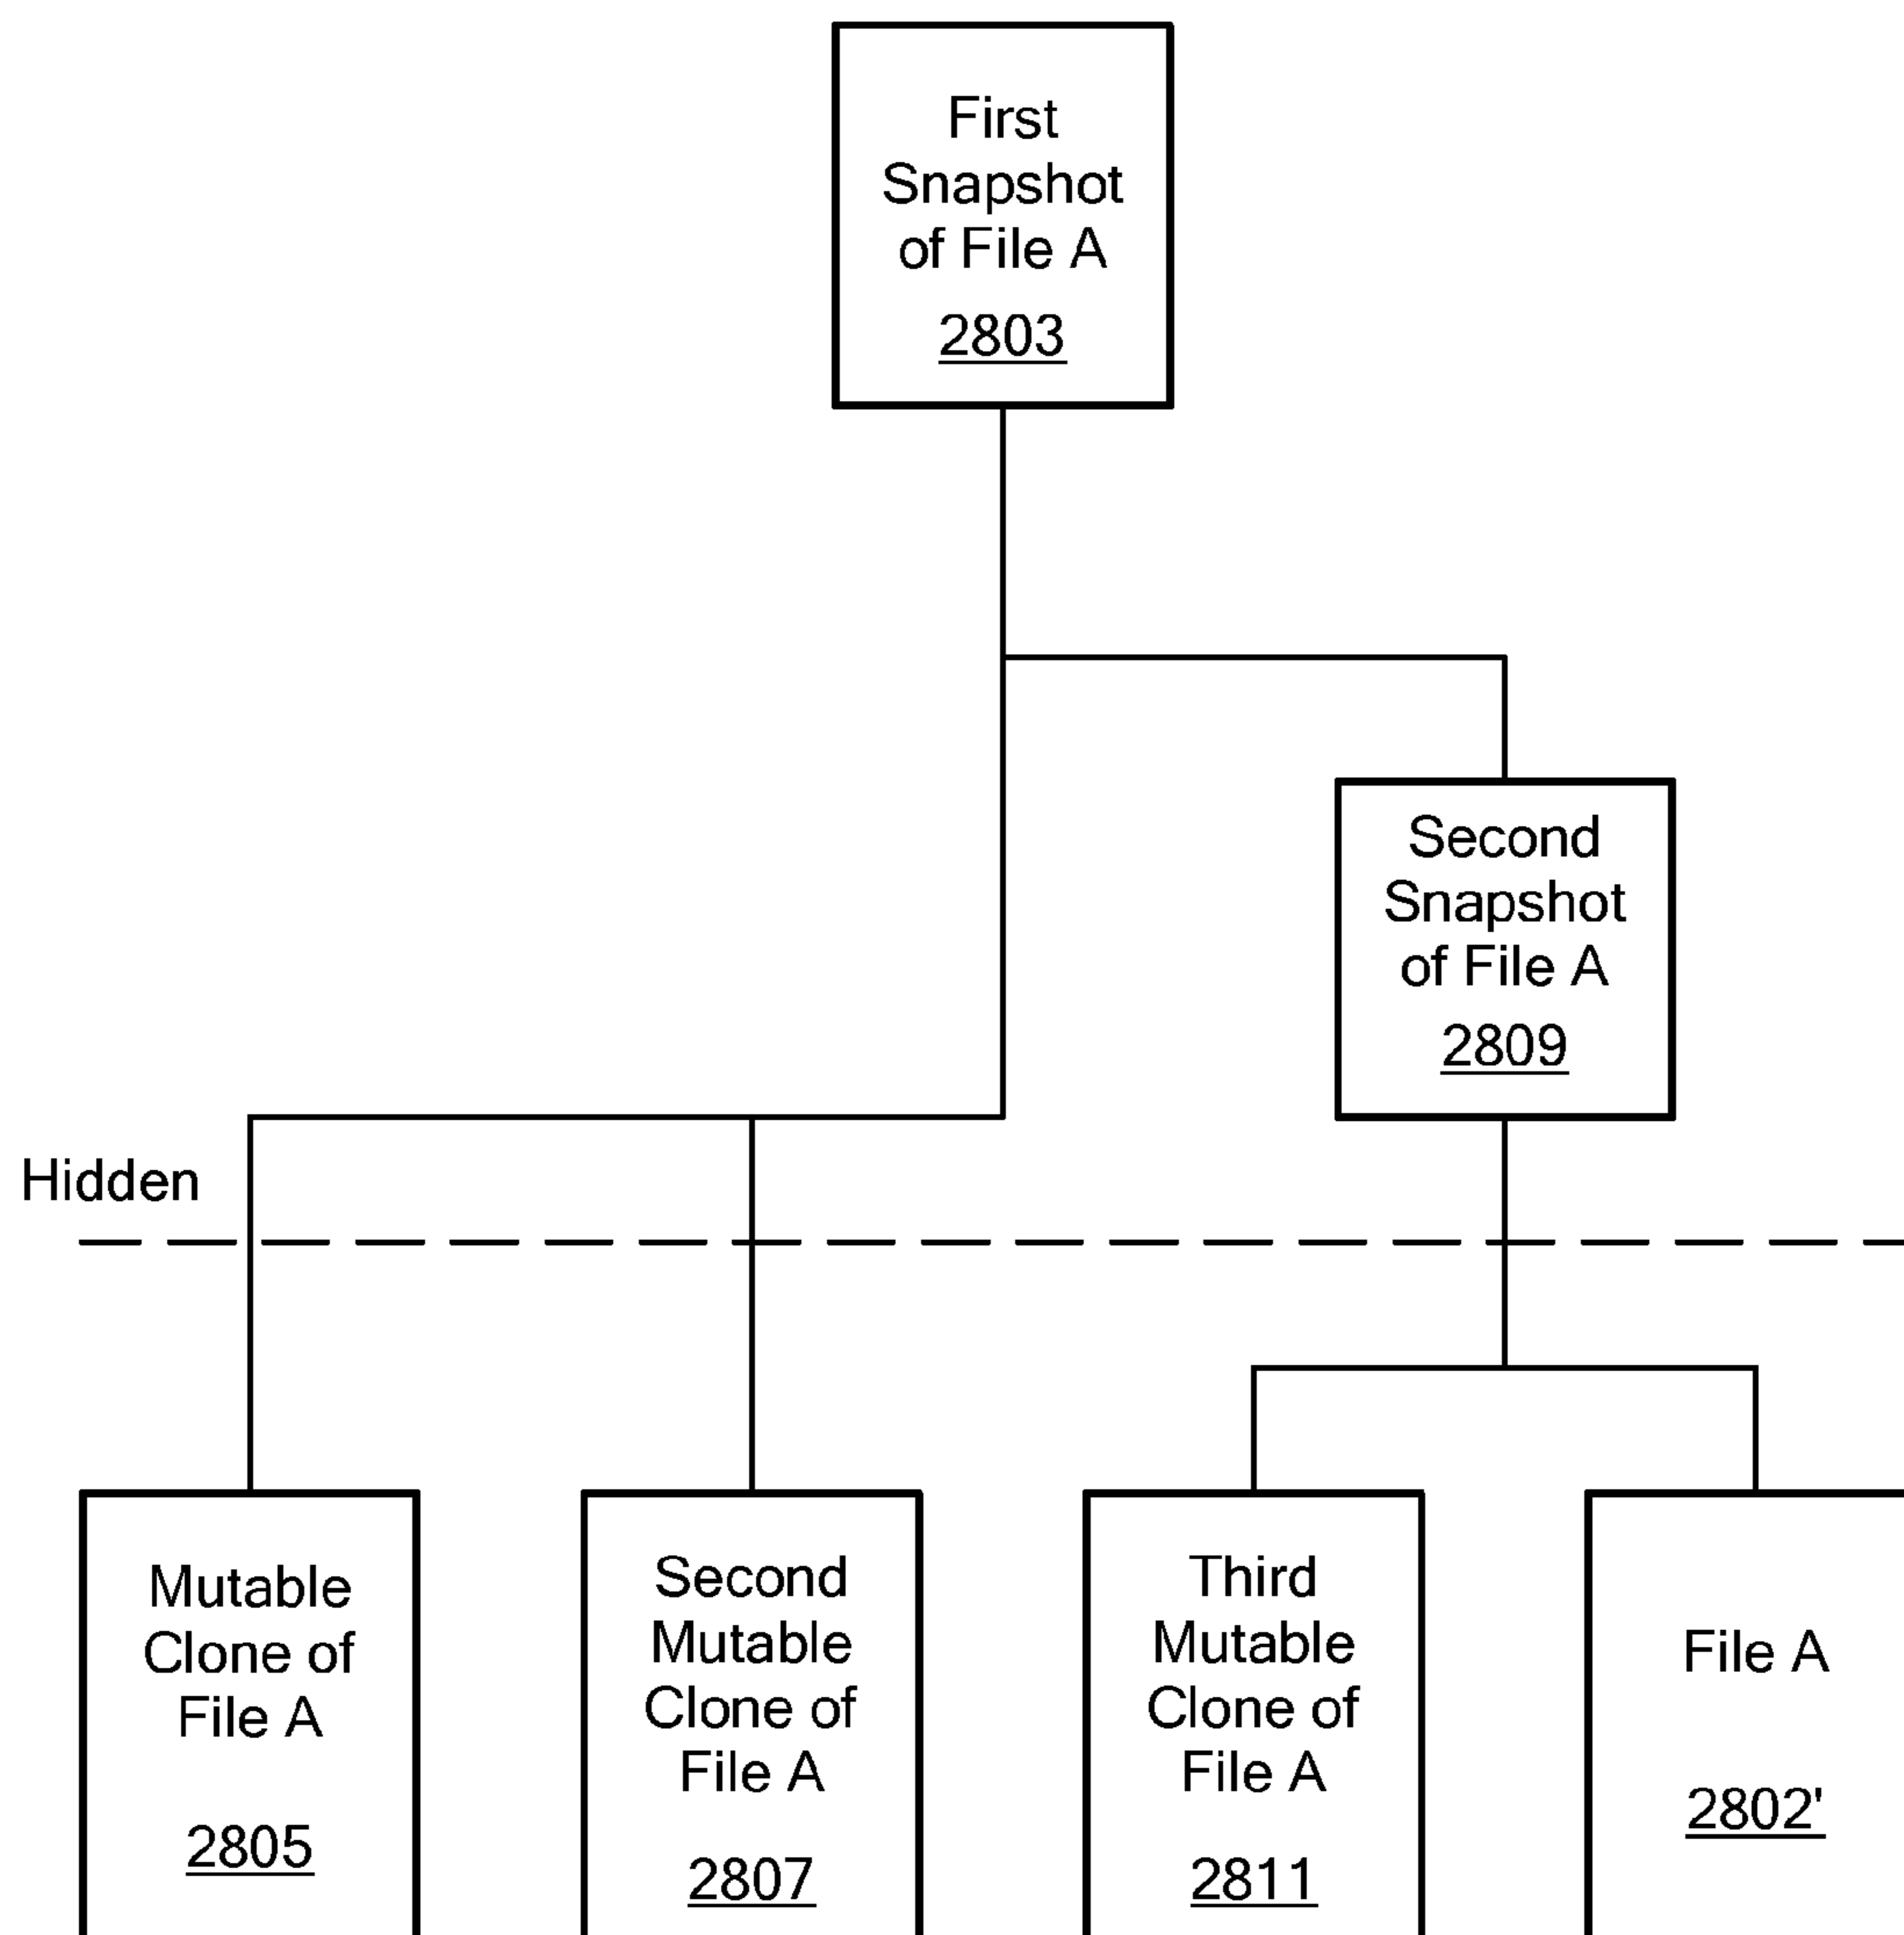 First
Snapshot
of File A
2803
Second
Snapshot
of File A
2809
Hidden
Mutable
Clone of
File A
2805
Second
Mutable
Clone of
File A
2807
Third
Mutable
Clone of
File A
2811
File A
2802'